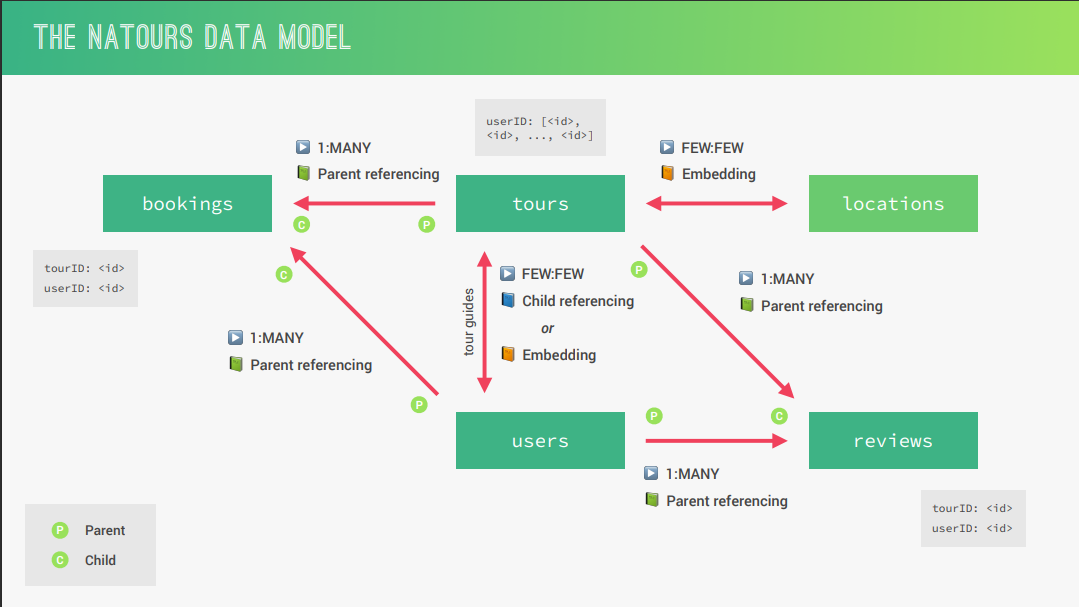 THE NATOURS DATA MODEL
userID: [<id>,
<id>, ..., <id>]
1:MANY
Parent referencing
FEW:FEW
Embedding
bookings
tours
locations
C
P
tourID: <id>
userID: <id>
C
P
tour guides
FEW:FEW
Child referencing
or
Embedding
1:MANY
Parent referencing
1:MANY
Parent referencing
P
users
P
C
reviews
1:MANY
Parent referencing
tourID: <id>
userID: <id>
P Parent
C Child